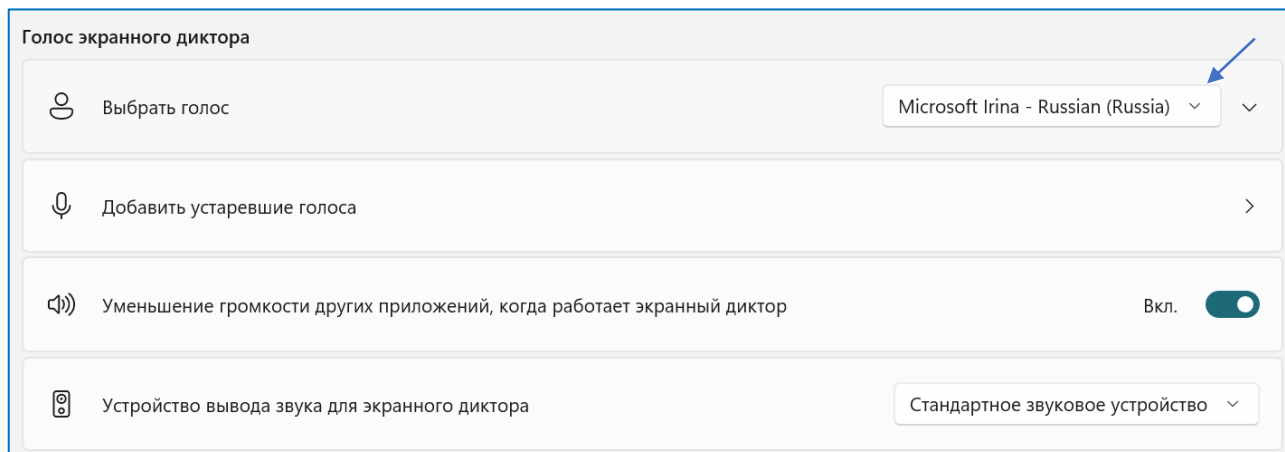 Голос экранного диктора
Выбрать голос
Microsoft Irina - Russian (Russia)
Добавить устаревшие голоса
Уменьшение громкости других приложений, когда работает экранный диктор
Вкл.
Устройство вывода звука для экранного диктора
Стандартное звуковое устройство